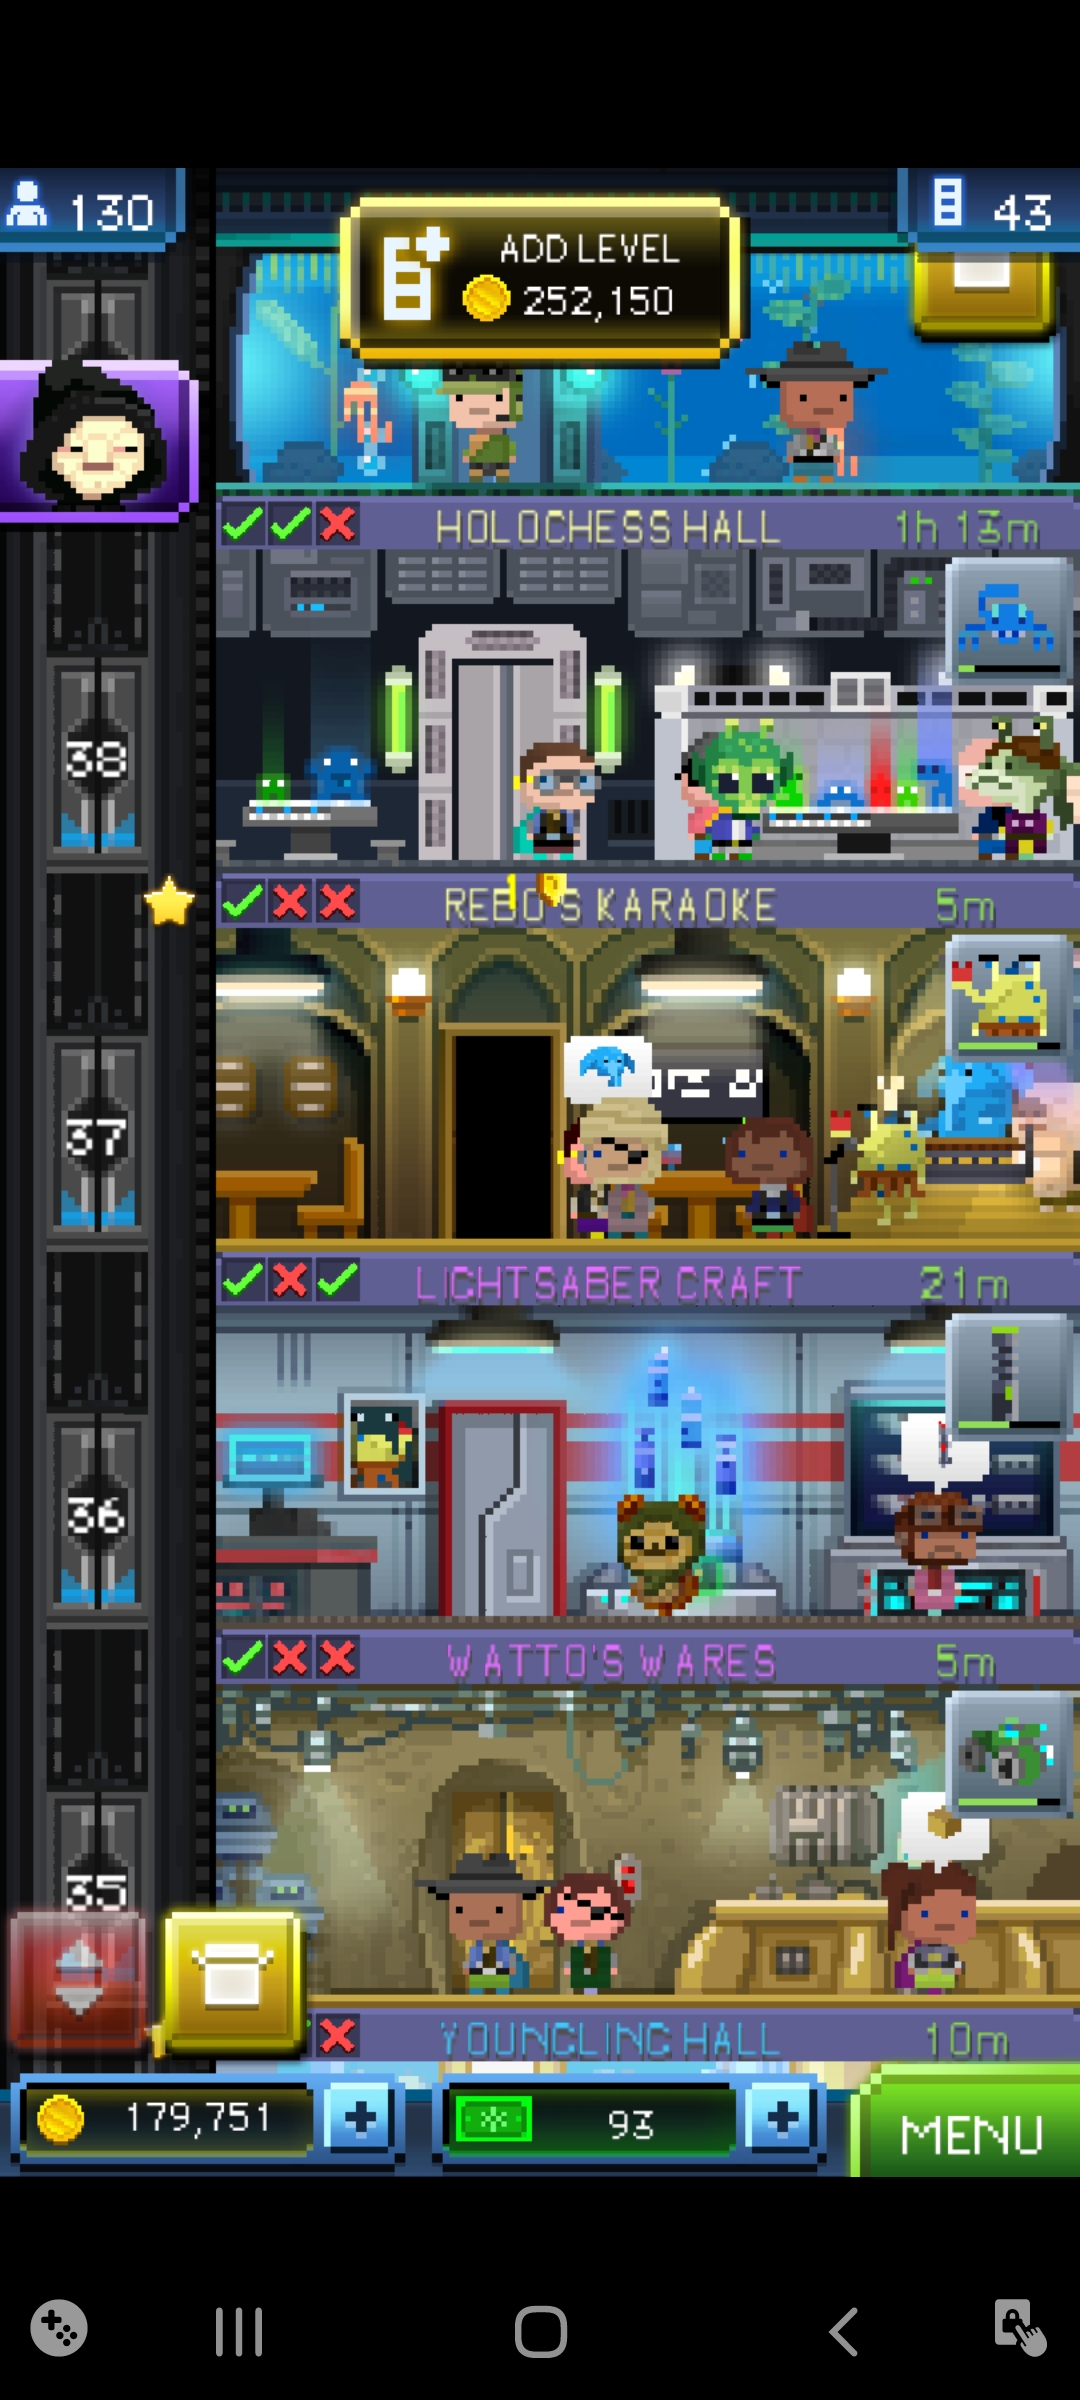 130
ADD LEVEL
252,150
43
HOLOCHESS HALL
1h 13m
38
REBO'S KARAOKE
5m
37
LIGHTSABER CRAFT
21m
36
WATTO'S WARES
5m
35
YOUNGLING HALL
10m
179,751
93
MENU